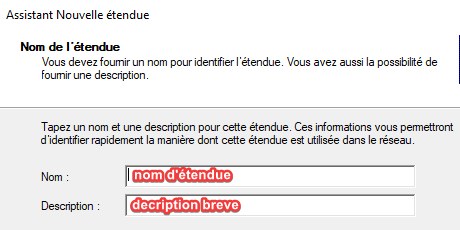 Assistant Nouvelle étendue
Nom de l'étendue
Vous devez fournir un nom pour identifier l'étendue. Vous avez aussi la possibilité de
fournir une description.
Tapez un nom et une description pour cette étendue. Ces informations vous permettront
d'identifier rapidement la manière dont cette étendue est utilisée dans le réseau.
Nom : nom d'étendue
Description : decription breve